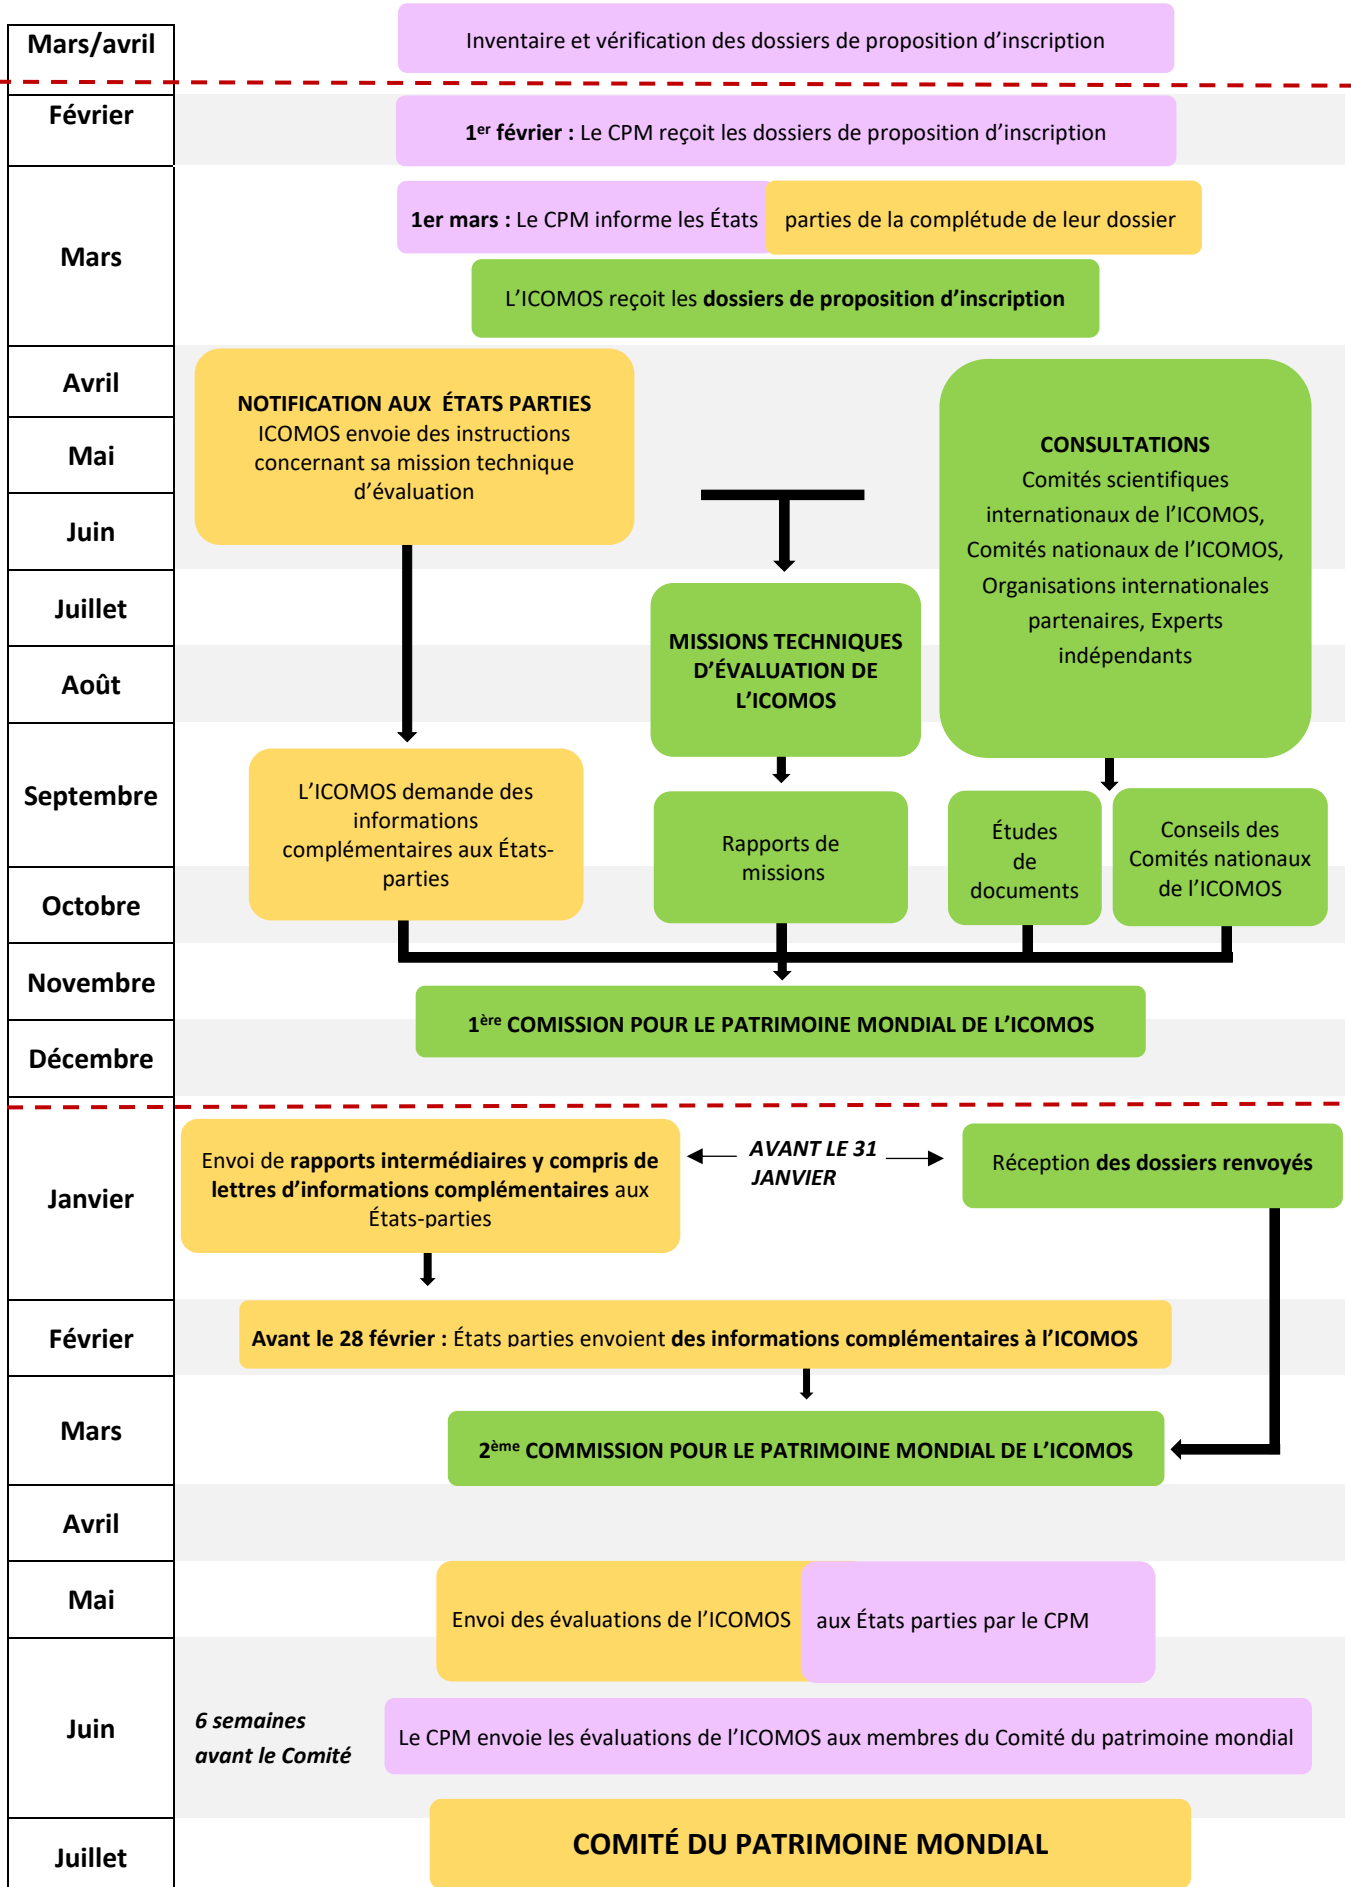 Mars/avril
Inventaire et vérification des dossiers de proposition d’inscription
Février
1er février : Le CPM reçoit les dossiers de proposition d’inscription
Mars
1er mars : Le CPM informe les États parties de la complétude de leur dossier
L’ICOMOS reçoit les dossiers de proposition d’inscription
Avril
Mai
Juin
Juillet
Août
Septembre
Octobre
Novembre
Décembre
NOTIFICATION AUX ÉTATS PARTIES
ICOMOS envoie des instructions
concernant sa mission technique
d’évaluation
CONSULTATIONS
Comités scientifiques
internationaux de l’ICOMOS,
Comités nationaux de l’ICOMOS,
Organisations internationales
partenaires, Experts
indépendants
MISSIONS TECHNIQUES
D’ÉVALUATION DE
L’ICOMOS
L’ICOMOS demande des
informations
complémentaires aux États-
parties
Rapports de
missions
Études
de
documents
Conseils des
Comités nationaux
de l’ICOMOS
1ère COMISSION POUR LE PATRIMOINE MONDIAL DE L’ICOMOS
Janvier
Envoi de rapports intermédiaires y compris de
lettres d’informations complémentaires aux
États-parties
AVANT LE 31
JANVIER
Réception des dossiers renvoyés
Février
Avant le 28 février : États parties envoient des informations complémentaires à l’ICOMOS
Mars
2ème COMMISSION POUR LE PATRIMOINE MONDIAL DE L’ICOMOS
Avril
Mai
Envoi des évaluations de l’ICOMOS aux États parties par le CPM
Juin
6 semaines
avant le Comité
Le CPM envoie les évaluations de l’ICOMOS aux membres du Comité du patrimoine mondial
Juillet
COMITÉ DU PATRIMOINE MONDIAL